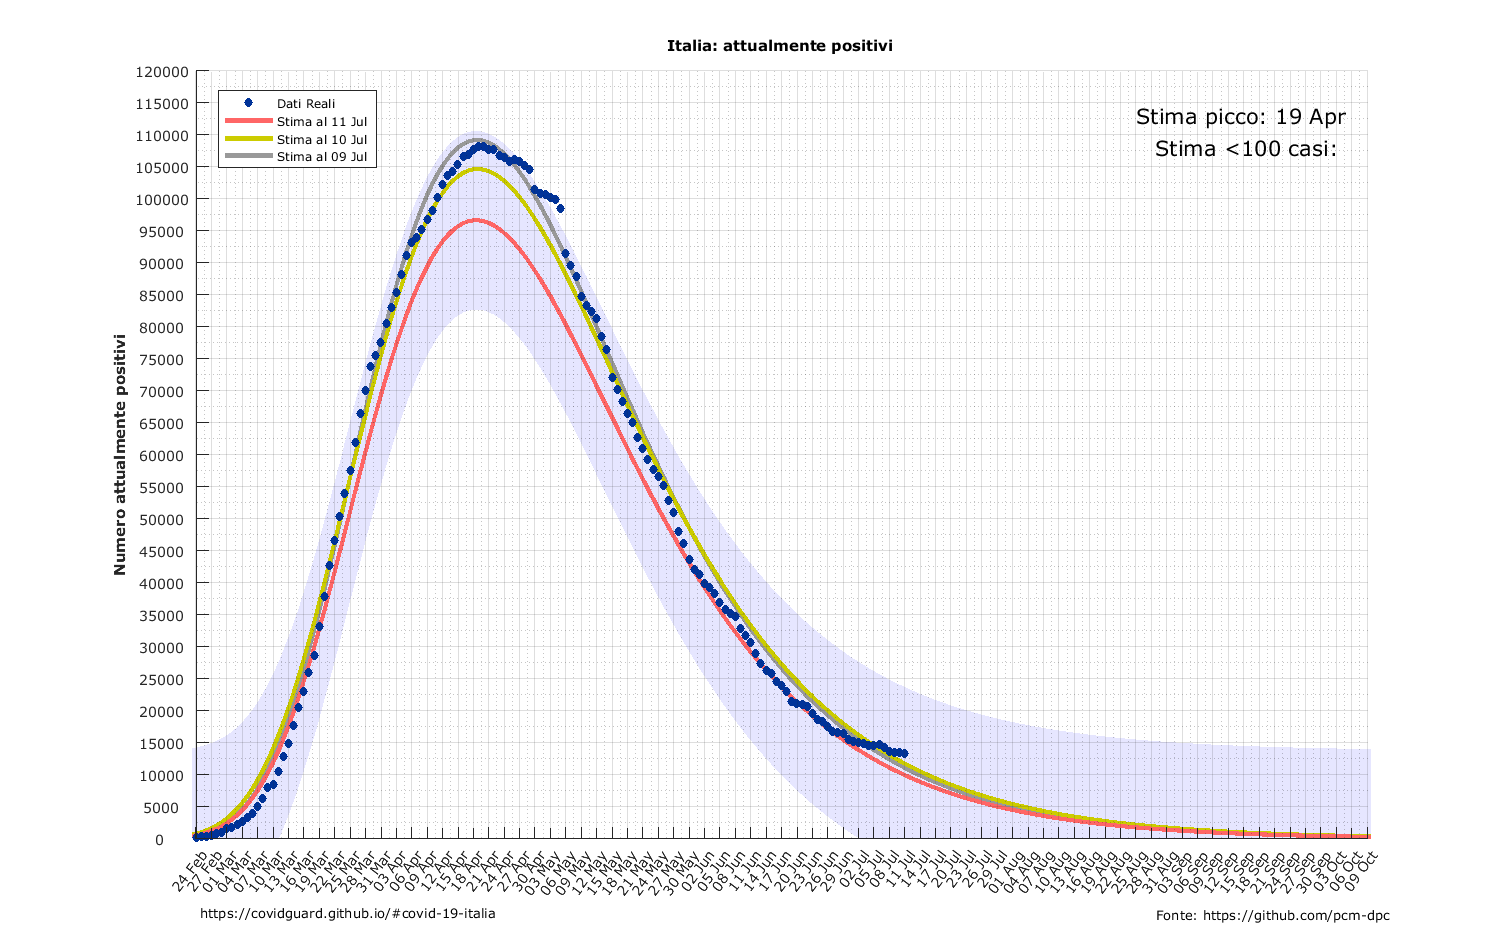 Italia: attualmente positivi
120000
115000
110000
105000
100000
95000
90000
85000
80000
75000
70000
65000
60000
55000
50000
45000
40000
35000
30000
25000
20000
15000
10000
5000
0
Numero attualmente positivi
Dati Reali
Stima al 11 Jul
Stima al 10 Jul
Stima al 09 Jul
Stima picco: 19 Apr
Stima <100 casi:
24 Feb
27 Feb
01 Mar
04 Mar
07 Mar
10 Mar
13 Mar
16 Mar
19 Mar
22 Mar
25 Mar
28 Mar
31 Mar
03 Apr
06 Apr
09 Apr
12 Apr
15 Apr
18 Apr
21 Apr
24 Apr
27 Apr
30 Apr
03 May
06 May
09 May
12 May
15 May
18 May
21 May
24 May
27 May
30 May
02 Jun
05 Jun
08 Jun
11 Jun
14 Jun
17 Jun
20 Jun
23 Jun
26 Jun
29 Jun
02 Jul
05 Jul
08 Jul
11 Jul
14 Jul
17 Jul
20 Jul
23 Jul
26 Jul
29 Jul
01 Aug
04 Aug
07 Aug
10 Aug
13 Aug
16 Aug
19 Aug
22 Aug
25 Aug
28 Aug
31 Aug
03 Sep
06 Sep
09 Sep
12 Sep
15 Sep
18 Sep
21 Sep
24 Sep
27 Sep
30 Sep
03 Oct
06 Oct
09 Oct
https://covidguard.github.io/#covid-19-italia
Fonte: https://github.com/pcm-dpc